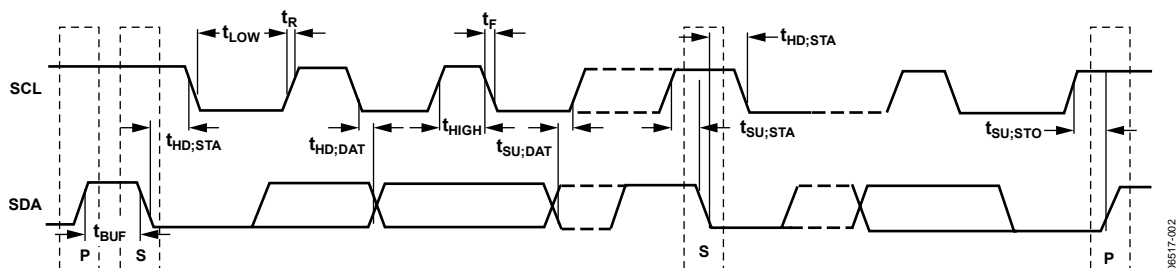 tR
tF
tLOW
tHD;STA
SCL
tHD;STA
tHD;DAT
tHIGH
tSU;DAT
tSU;STA
tSU;STO
SDA
tBUF
P
S
S
P
06517-002